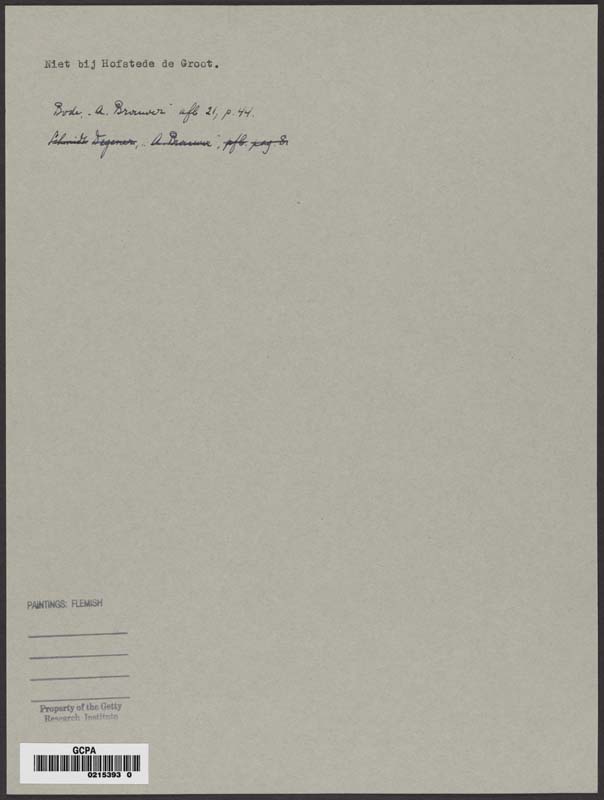 Niet bij Hofstede de Groot.
Bode, „A. Brouwer" afb 21, p. 44.
Schmidt Degener, „A. Brouwer", afb. pag 8.
PAINTINGS: FLEMISH
Property of the Getty
Research Institute
GCPA
0215393 0